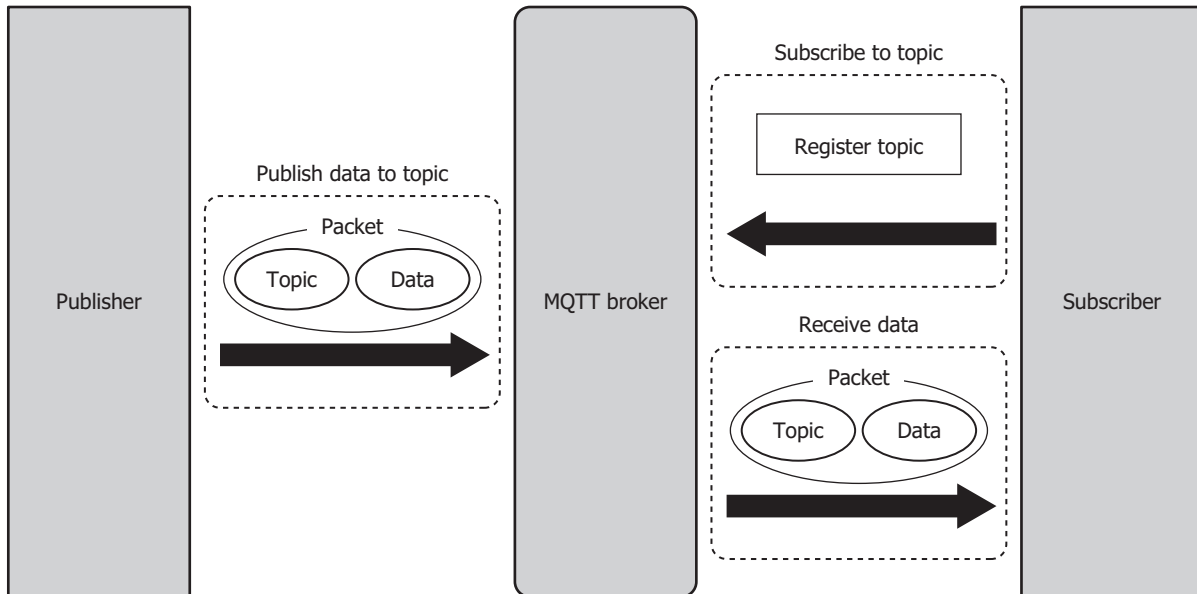 Publisher
Publish data to topic
Packet
Topic
Data
MQTT broker
Subscribe to topic
Register topic
Receive data
Packet
Topic
Data
Subscriber